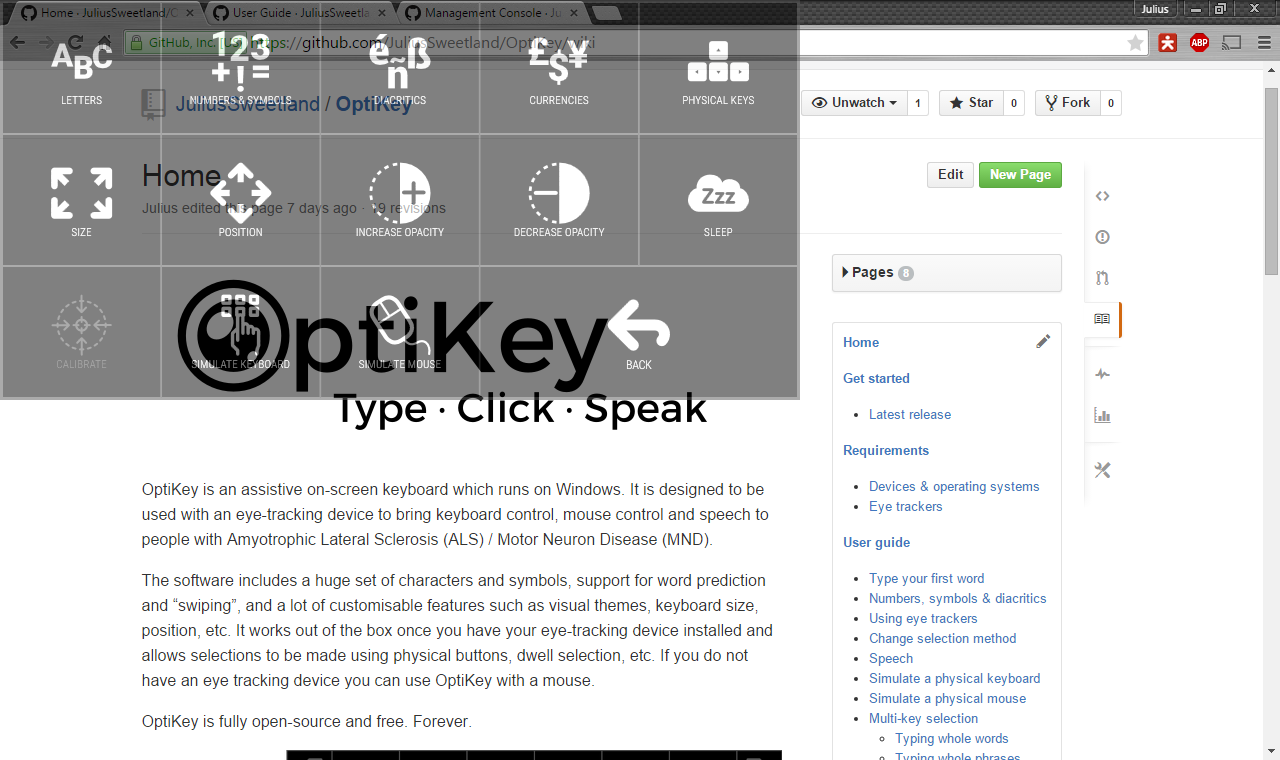 Home · JuliusSweetland/O
User Guide · JuliusSweetla
Management Console · Ju
Julius
GitHub, Inc. [US] https://github.com/JuliusSweetland/OptiKey/wiki
ABP
ABC
LETTERS
123
+!=
NUMBERS & SYMBOLS
éñß
DIACRITICS
£$¥
CURRENCIES
PHYSICAL KEYS
JuliusSweetland / OptiKey
Unwatch 1
Star 0
Fork 0
Home
Julius edited this page 7 days ago · 19 revisions
Edit
New Page
SIZE
POSITION
INCREASE OPACITY
DECREASE OPACITY
Zzz
SLEEP
CALIBRATE
SIMULATE KEYBOARD
SIMULATE MOUSE
BACK
OptiKey
Type · Click · Speak
OptiKey is an assistive on-screen keyboard which runs on Windows. It is designed to be
used with an eye-tracking device to bring keyboard control, mouse control and speech to
people with Amyotrophic Lateral Sclerosis (ALS) / Motor Neuron Disease (MND).
The software includes a huge set of characters and symbols, support for word prediction
and “swiping”, and a lot of customisable features such as visual themes, keyboard size,
position, etc. It works out of the box once you have your eye-tracking device installed and
allows selections to be made using physical buttons, dwell selection, etc. If you do not
have an eye tracking device you can use OptiKey with a mouse.
OptiKey is fully open-source and free. Forever.
Pages 8
Home
Get started
Latest release
Requirements
Devices & operating systems
Eye trackers
User guide
Type your first word
Numbers, symbols & diacritics
Using eye trackers
Change selection method
Speech
Simulate a physical keyboard
Simulate a physical mouse
Multi-key selection
Typing whole words
Typing whole phrases